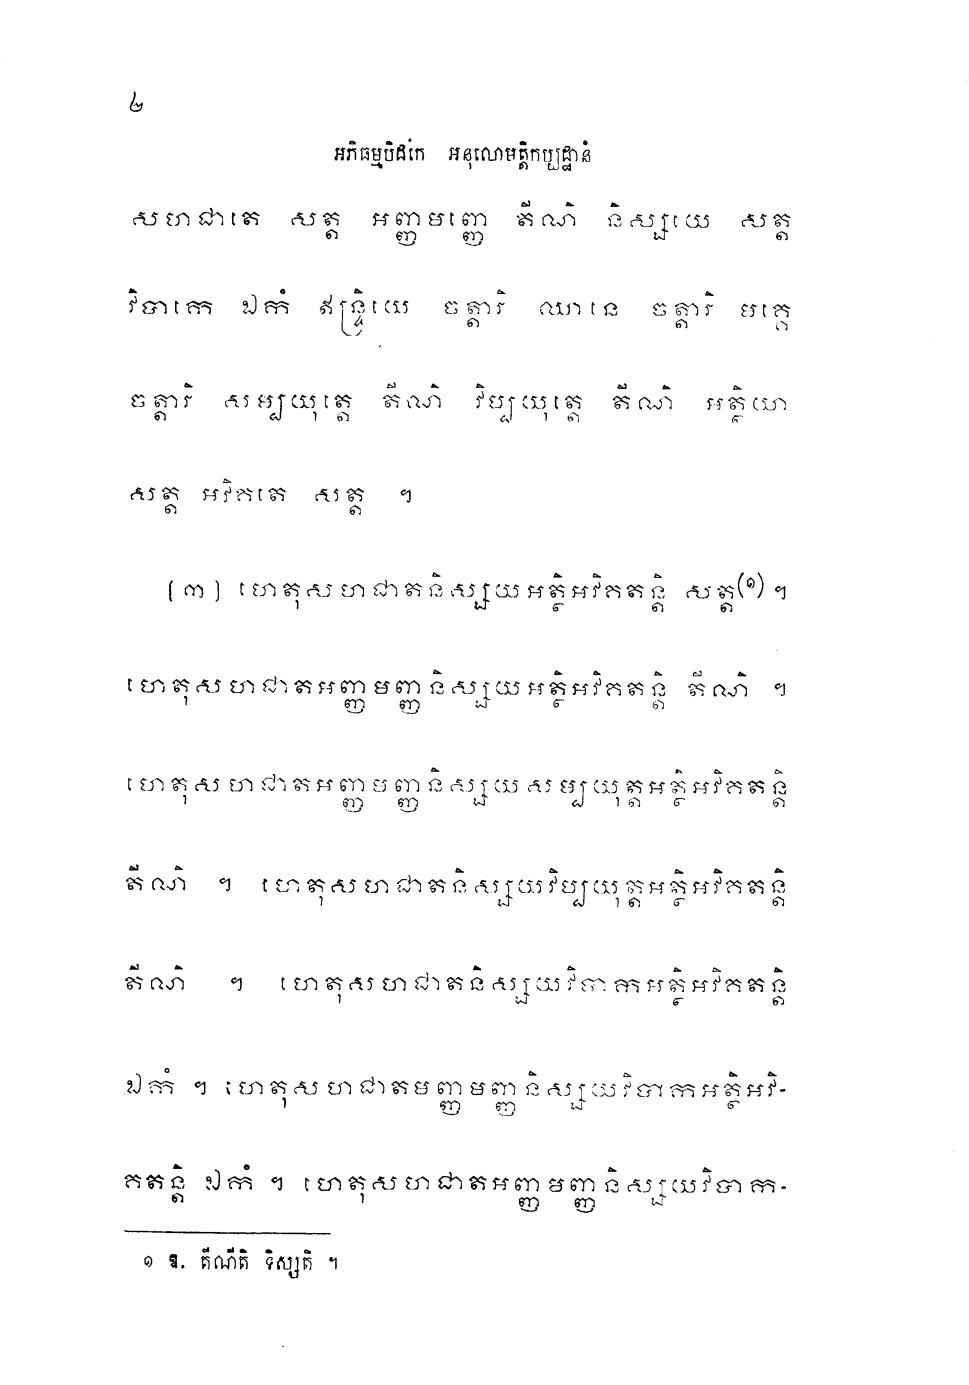 ២
អភិធម្មបិដកេ អនុលោមត្តិកប្បដ្ឋានំ
សហជាតេ សត្ត អញ្ញមញ្ញេ តីណិ និស្សយេ សត្ត
វិបាកេ ឯកំ ឥន្ទ្រិយេ ចត្តារិ ឈានេ ចត្តារិ មគ្គេ
ចត្តារិ សម្បយុត្តេ តីណិ វិប្បយុត្តេ តីណិ អត្ថិយា
សត្ត អវិគតេ សត្ត ។
[៣] ហេតុសហជាតនិស្សយអត្ថិអវិគតន្តិ សត្ត(១) ។
ហេតុសហជាតអញ្ញមញ្ញនិស្សយអត្ថិអវិគតន្តិ តីណិ ។
ហេតុសហជាតអញ្ញមញ្ញនិស្សយសម្បយុត្តអត្ថិអវិគតន្តិ
តីណិ ។ ហេតុសហជាតនិស្សយវិប្បយុត្តអត្ថិអវិគតន្តិ
តីណិ ។ ហេតុសហជាតនិស្សយវិបាកអត្ថិអវិគតន្តិ
ឯកំ ។ ហេតុសហជាតអញ្ញមញ្ញនិស្សយវិបាកអត្ថិអវិ-
គតន្តិ ឯកំ ។ ហេតុសហជាតអញ្ញមញ្ញនិស្សយវិបាក-
១ ឱ. តីណីតិ ទិស្សតិ ។